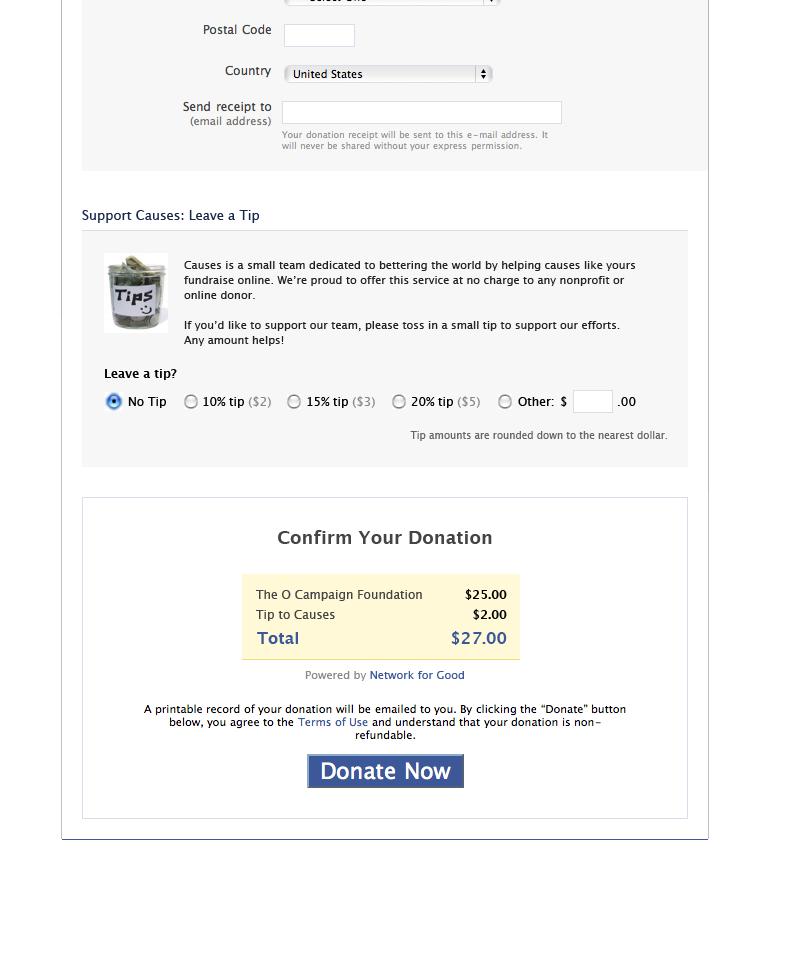 Postal Code
Country
United States
Send receipt to
(email address)
Your donation receipt will be sent to this e-mail address. It
will never be shared without your express permission.
Support Causes: Leave a Tip
Tips
Causes is a small team dedicated to bettering the world by helping causes like yours
fundraise online. We're proud to offer this service at no charge to any nonprofit or
online donor.
If you'd like to support our team, please toss in a small tip to support our efforts.
Any amount helps!
Leave a tip?
No Tip 10% tip ($2) 15% tip ($3) 20% tip ($5) Other: $ .00
Tip amounts are rounded down to the nearest dollar.
Confirm Your Donation
The O Campaign Foundation $25.00
Tip to Causes $2.00
Total $27.00
Powered by Network for Good
A printable record of your donation will be emailed to you. By clicking the “Donate” button
below, you agree to the Terms of Use and understand that your donation is non-
refundable.
Donate Now